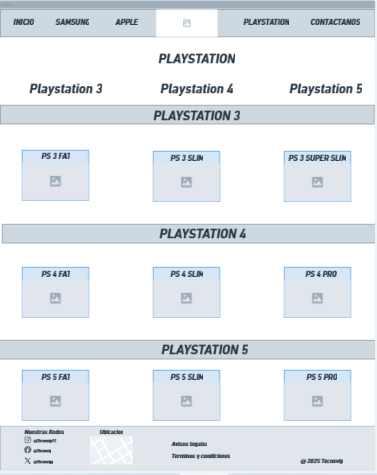 INICIO SAMSUNG APPLE PLAYSTATION CONTACTANOS
PLAYSTATION
Playstation 3 Playstation 4 Playstation 5
PLAYSTATION 3
PS 3 FAT PS 3 SLIM PS 3 SUPER SLIM
PLAYSTATION 4
PS 4 FAT PS 4 SLIM PS 4 PRO
PLAYSTATION 5
PS 5 FAT PS 5 SLIM PS 5 PRO
Nuestras Redes Ubicacion
Avisos legales
Terminos y condiciones
@ 2025 Tecnovig